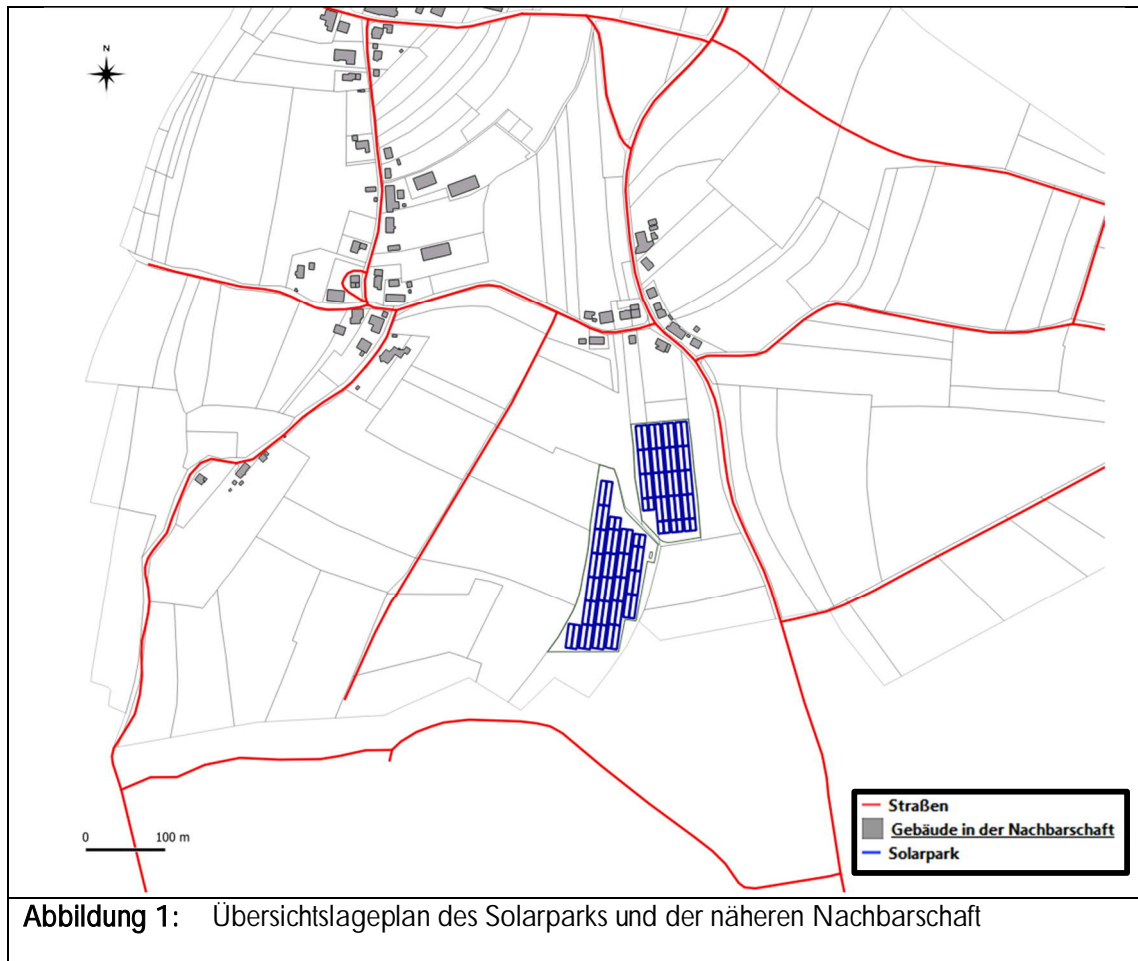 N
0 100 m
Straßen
Gebäude in der Nachbarschaft
Solarpark
Abbildung 1: Übersichtslageplan des Solarparks und der näheren Nachbarschaft